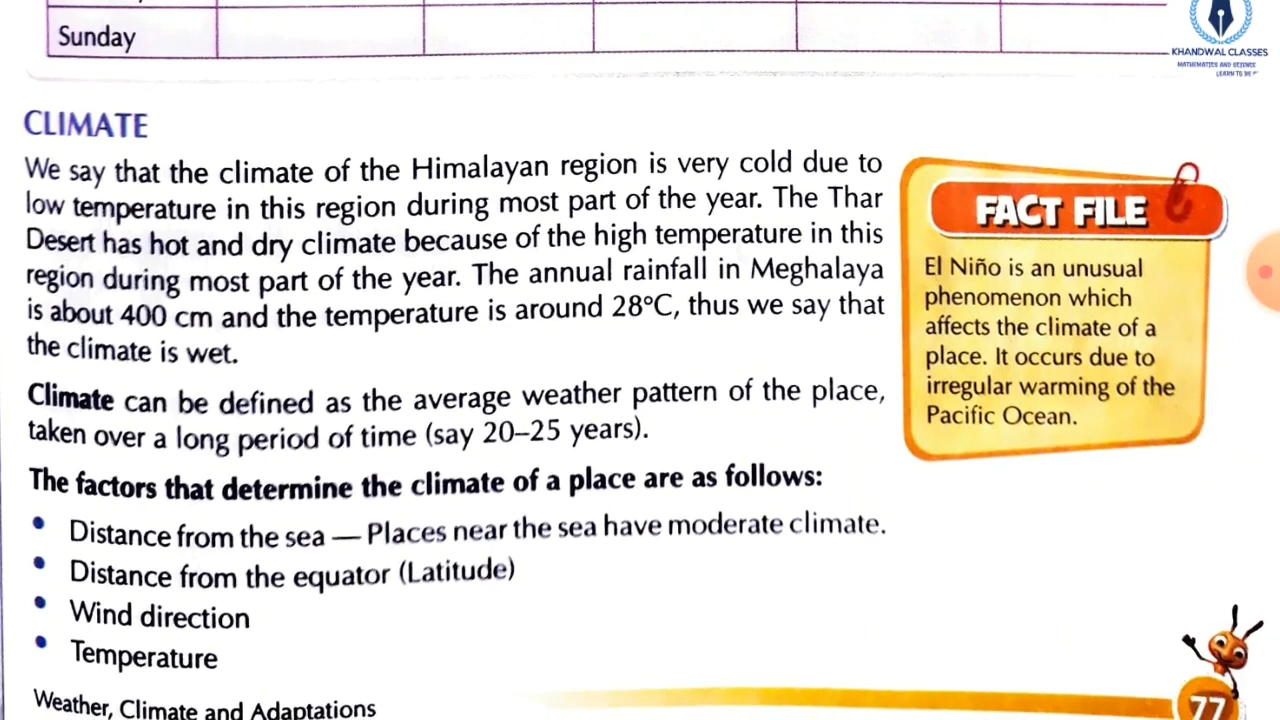 Sunday
KHANDWAL CLASSES
MATHEMATICS AND SCIENCE
LEARN TO BE
CLIMATE
We say that the climate of the Himalayan region is very cold due to
low temperature in this region during most part of the year. The Thar
Desert has hot and dry climate because of the high temperature in this
region during most part of the year. The annual rainfall in Meghalaya
is about 400 cm and the temperature is around 28°C, thus we say that
the climate is wet.
Climate can be defined as the average weather pattern of the place,
taken over a long period of time (say 20–25 years).
The factors that determine the climate of a place are as follows:
• Distance from the sea — Places near the sea have moderate climate.
• Distance from the equator (Latitude)
• Wind direction
• Temperature
FACT FILE
El Niño is an unusual
phenomenon which
affects the climate of a
place. It occurs due to
irregular warming of the
Pacific Ocean.
Weather, Climate and Adaptations
77